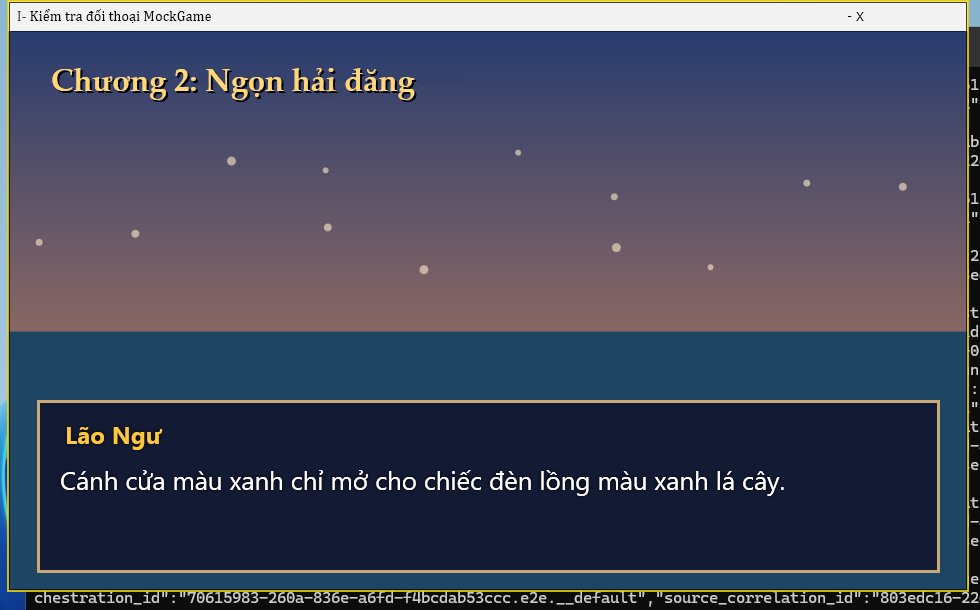 I- Kiểm tra đối thoại MockGame
- X
Chương 2: Ngọn hải đăng
Lão Ngư
Cánh cửa màu xanh chỉ mở cho chiếc đèn lồng màu xanh lá cây.
chestration_id":"70615983-260a-836e-a6fd-f4bcdab53ccc.e2e.__default","source_correlation_id":"803edc16-2